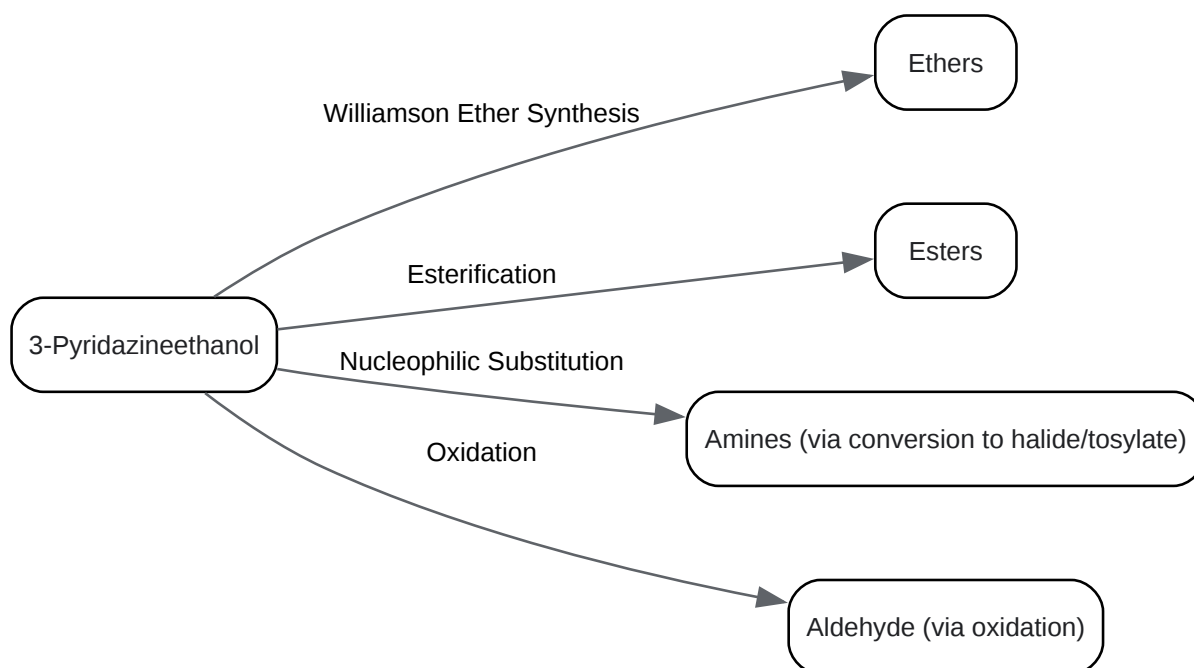 Ethers
Williamson Ether Synthesis
Esters
Esterification
3-Pyridazineethanol
Nucleophilic Substitution
Amines (via conversion to halide/tosylate)
Oxidation
Aldehyde (via oxidation)